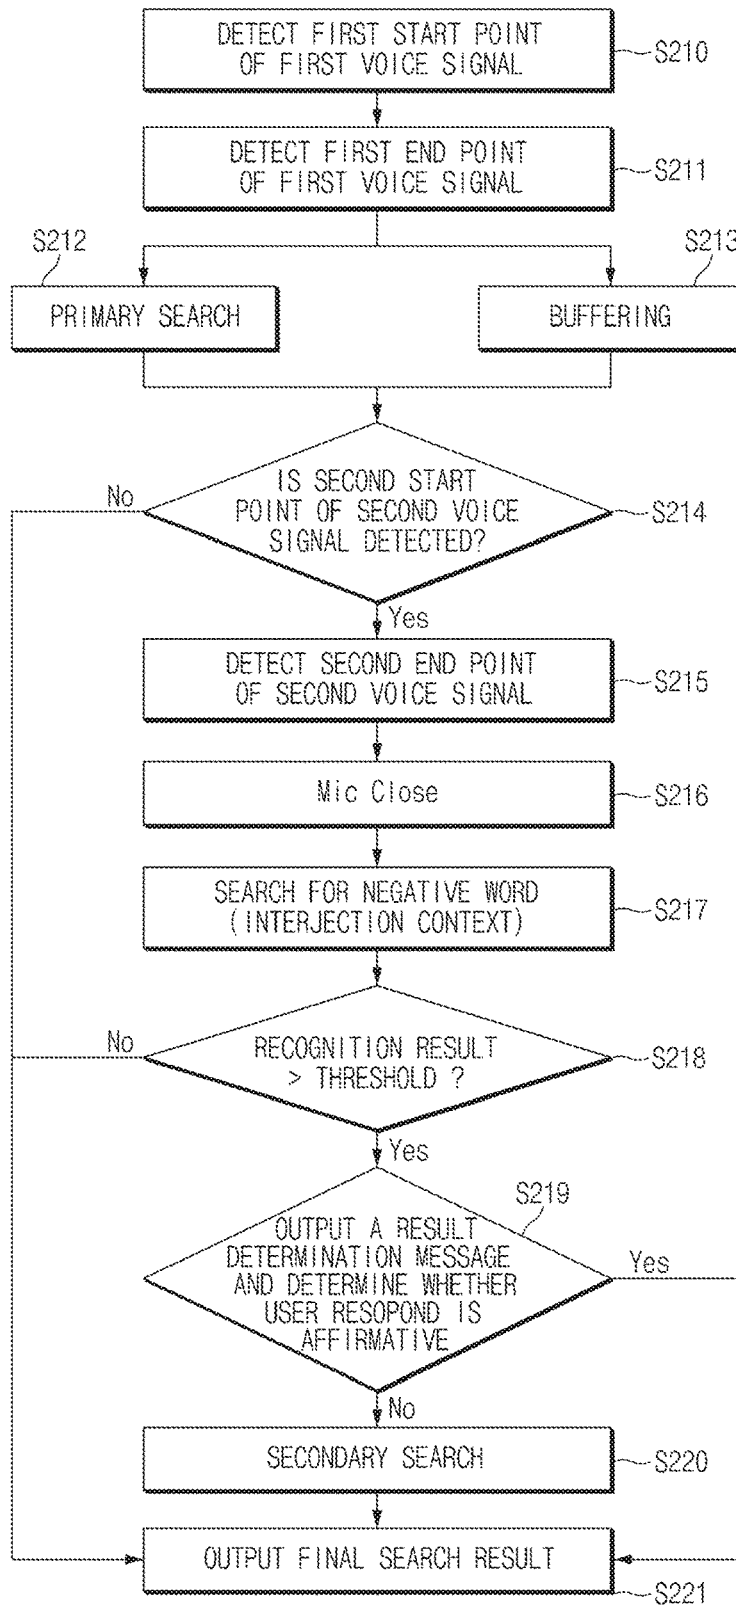 DETECT FIRST START POINT
OF FIRST VOICE SIGNAL
S210
DETECT FIRST END POINT
OF FIRST VOICE SIGNAL
S211
S212
S213
PRIMARY SEARCH
BUFFERING
IS SECOND START
POINT OF SECOND VOICE
SIGNAL DETECTED?
No
S214
Yes
DETECT SECOND END POINT
OF SECOND VOICE SIGNAL
S215
Mic Close
S216
SEARCH FOR NEGATIVE WORD
(INTERJECTION CONTEXT)
S217
No
RECOGNITION RESULT
> THRESHOLD ?
S218
Yes
S219
OUTPUT A RESULT
DETERMINATION MESSAGE
AND DETERMINE WHETHER
USER RESOPOND IS
AFFIRMATIVE
Yes
No
SECONDARY SEARCH
S220
OUTPUT FINAL SEARCH RESULT
S221